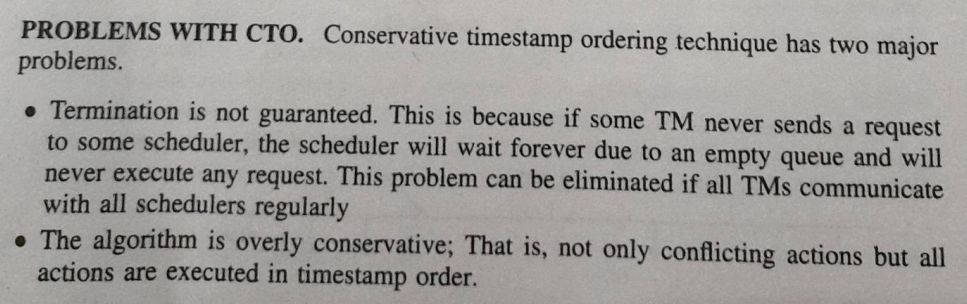 PROBLEMS WITH CTO. Conservative timestamp ordering technique has two major
problems.
• Termination is not guaranteed. This is because if some TM never sends a request
to some scheduler, the scheduler will wait forever due to an empty queue and will
never execute any request. This problem can be eliminated if all TMs communicate
with all schedulers regularly
• The algorithm is overly conservative; That is, not only conflicting actions but all
actions are executed in timestamp order.